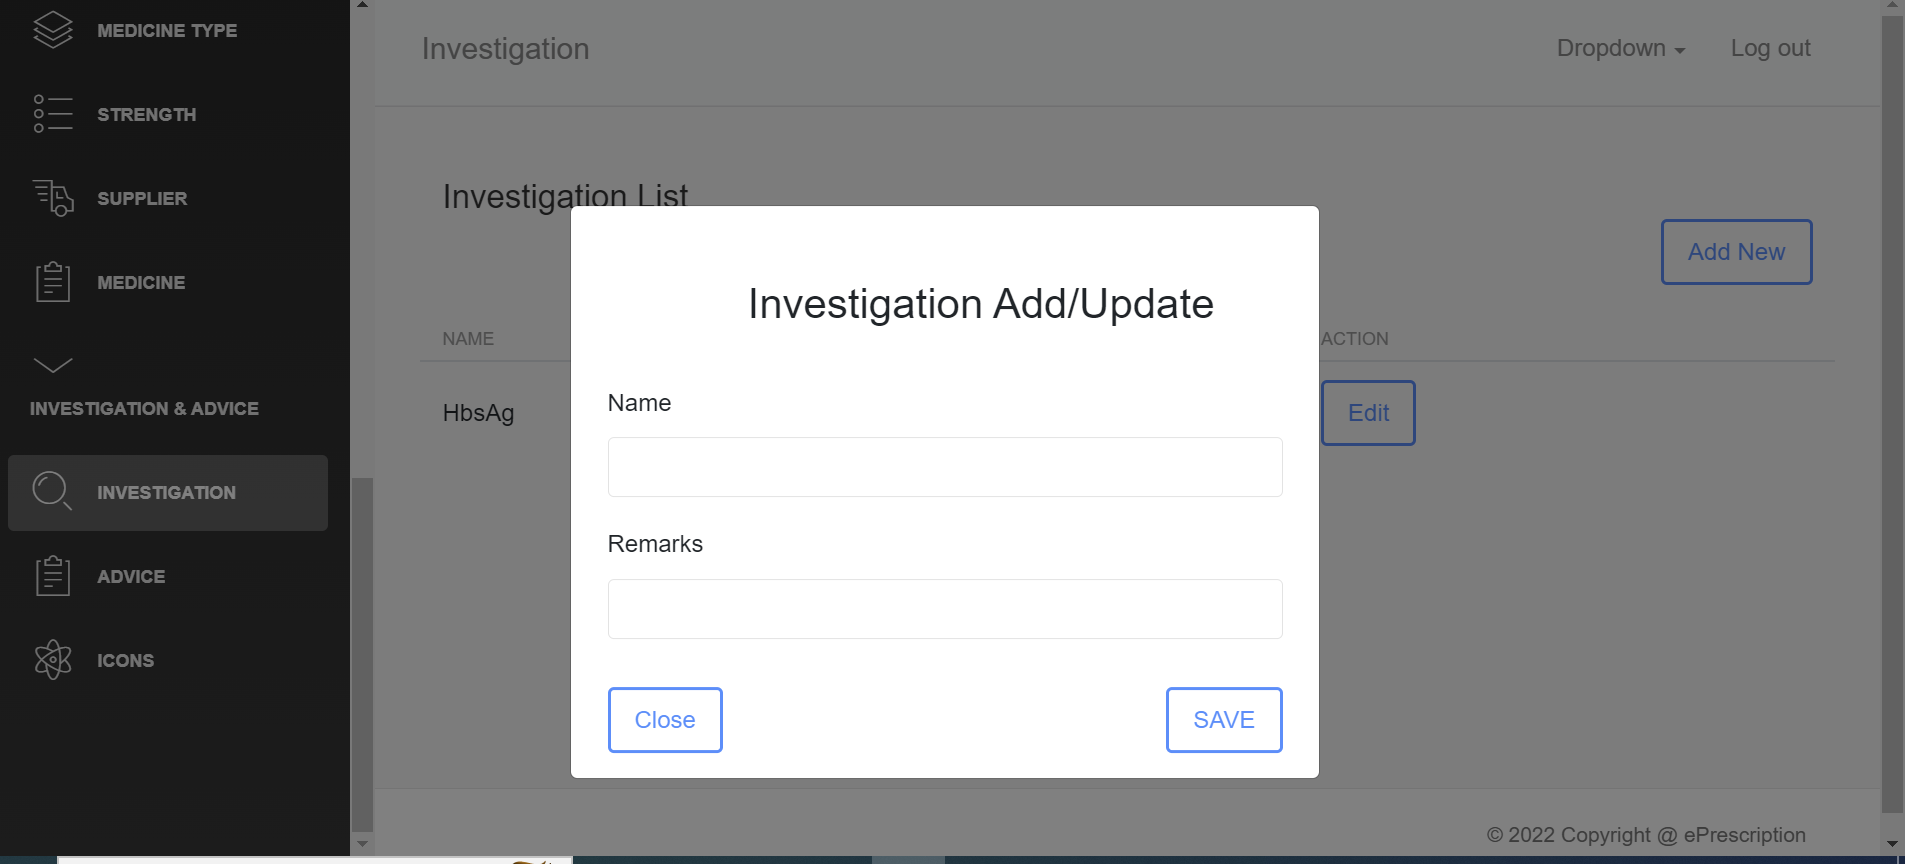 MEDICINE TYPE
STRENGTH
SUPPLIER
MEDICINE
INVESTIGATION & ADVICE
INVESTIGATION
ADVICE
ICONS
Investigation
Dropdown
Log out
Investigation List
Add New
NAME
ACTION
HbsAg
Edit
Investigation Add/Update
Name
Remarks
Close
SAVE
© 2022 Copyright @ ePrescription